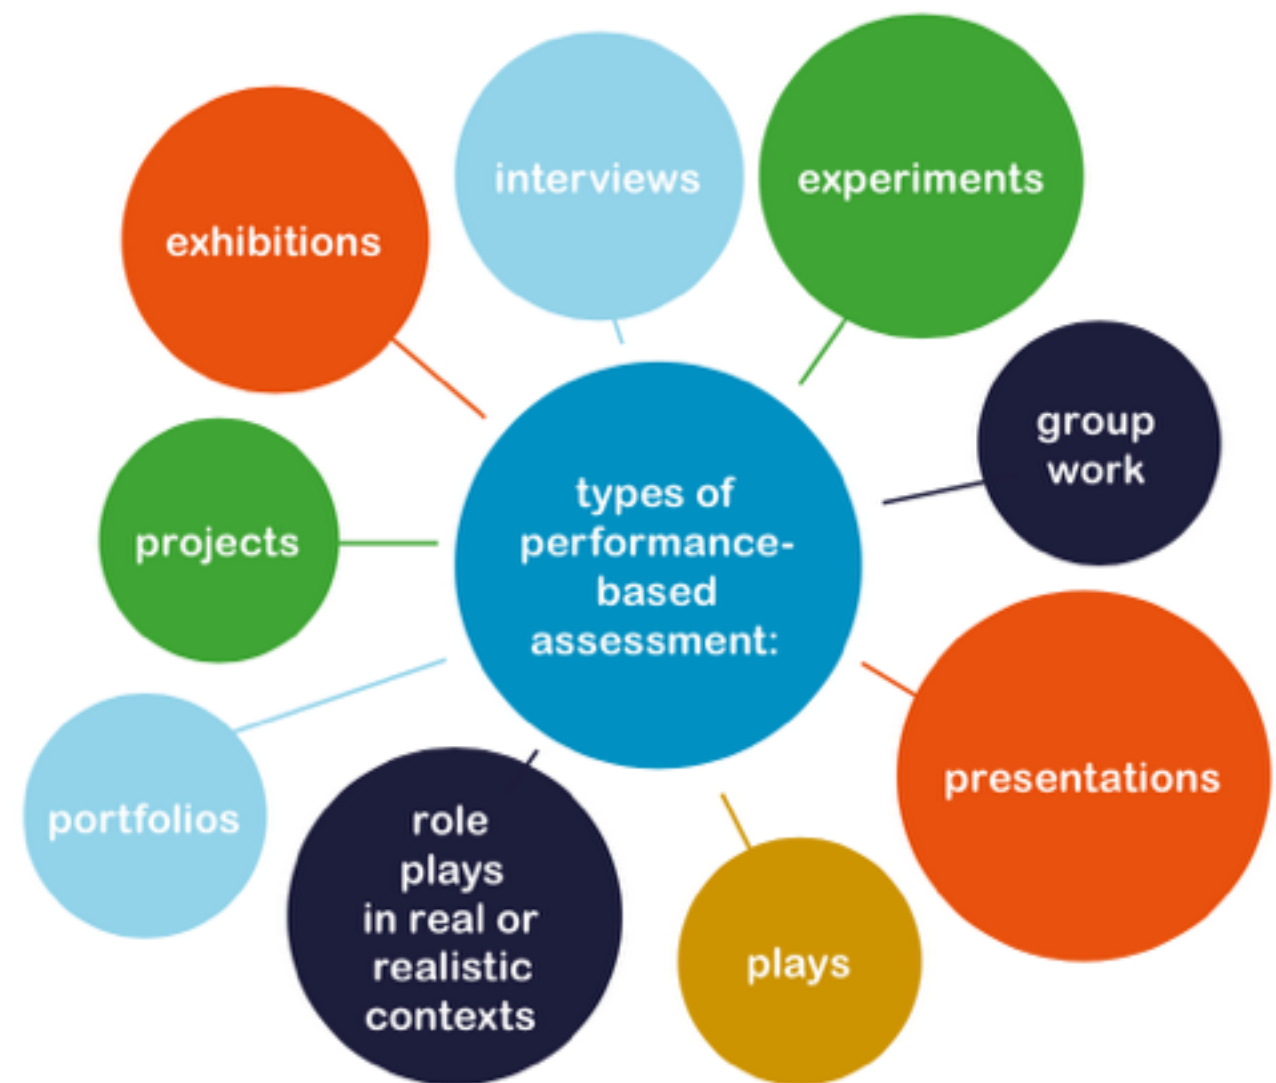 interviews
experiments
exhibitions
group
work
types of
performance-
based
assessment:
projects
presentations
portfolios
role
plays
in real or
realistic
contexts
plays